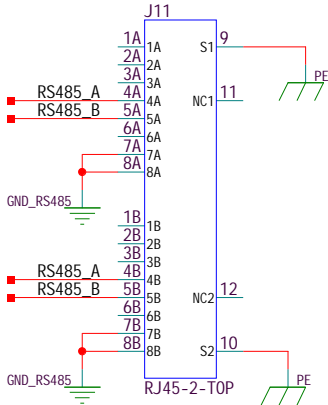 J11
1A 1A S1 9
2A 2A
3A 3A PE
RS485_A 4A 4A NC1 11
RS485_B 5A 5A
6A 6A
7A 7A
8A 8A
GND_RS485
1B 1B
2B 2B
3B 3B
RS485_A 4B 4B
RS485_B 5B 5B NC2 12
6B 6B
7B 7B
8B 8B S2 10
GND_RS485 PE
RJ45-2-TOP